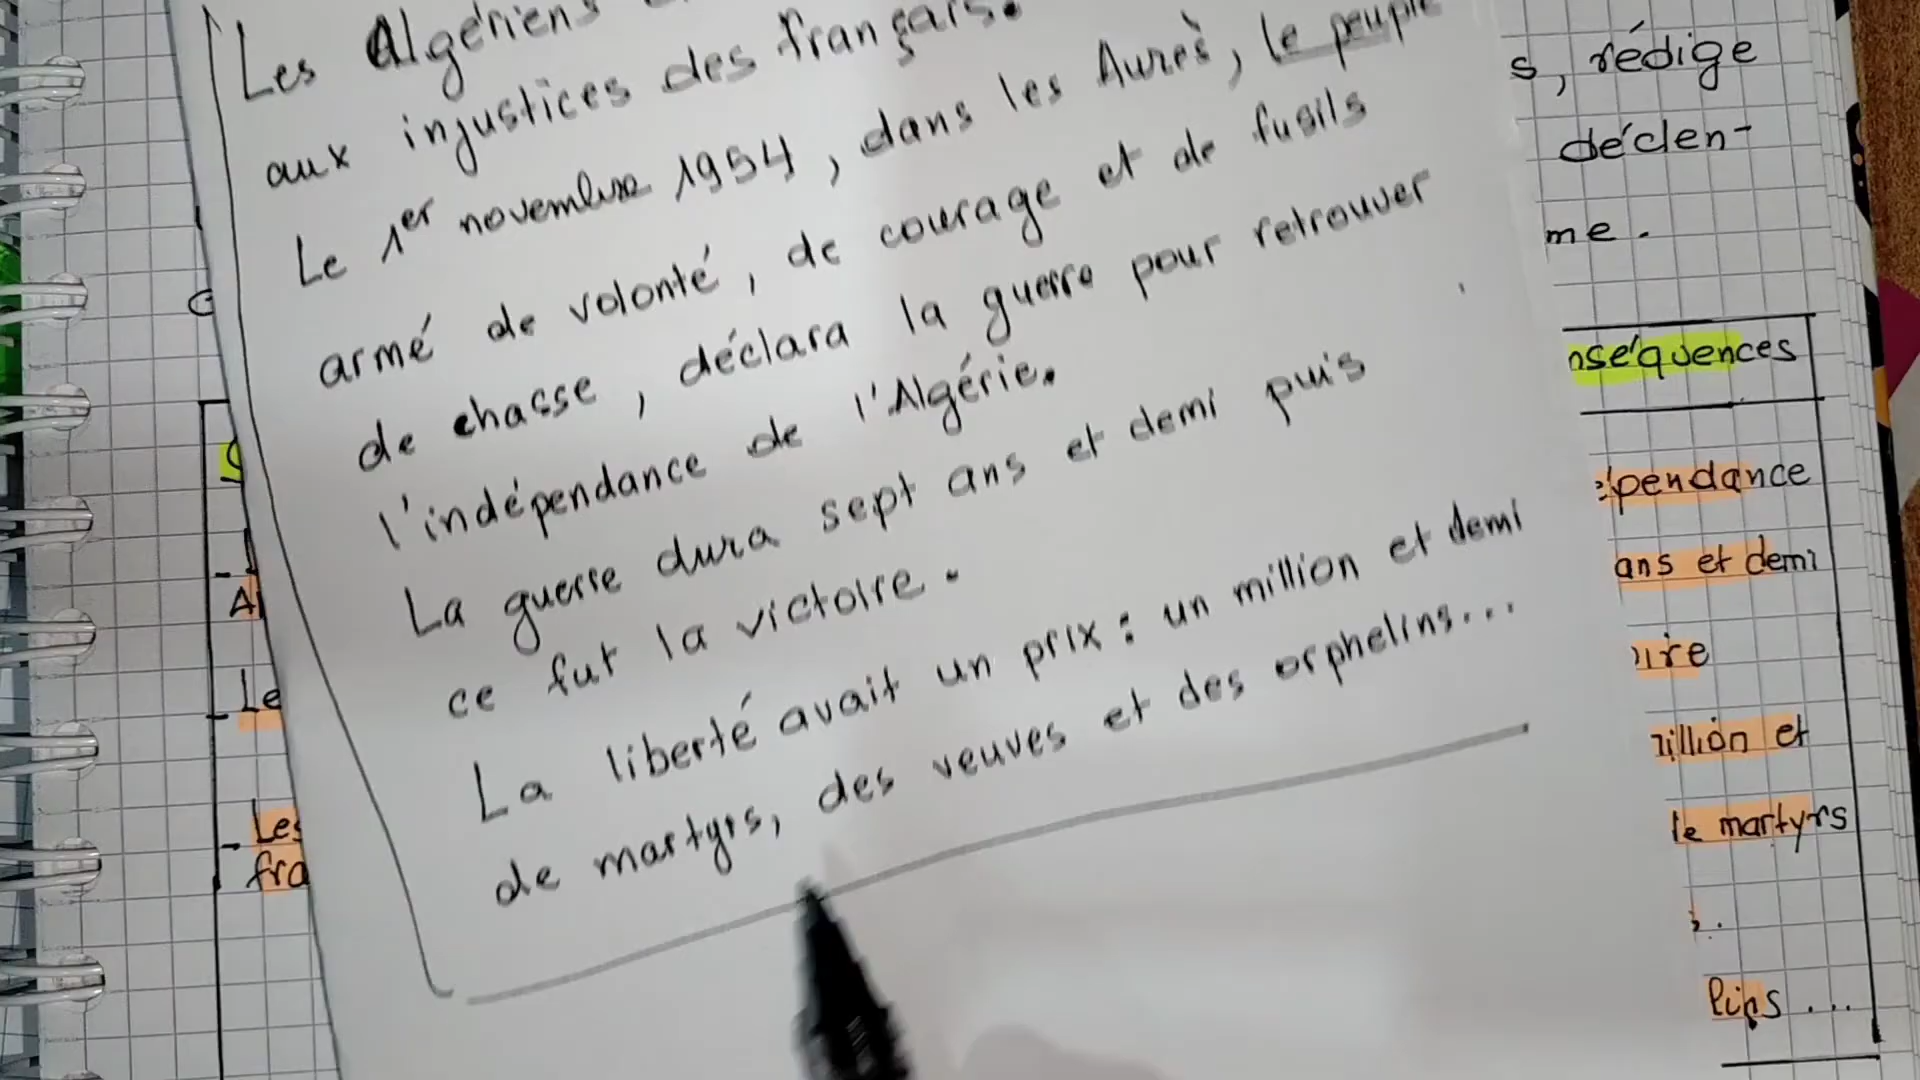 Les Algériens
aux injustices des français.
Le 1er novembre 1954, dans les Aurès, le peuple
armé de volonté, de courage et de fusils
de chasse, déclara la guerre pour retrouver
l'indépendance de l'Algérie.
La guerre dura sept ans et demi puis
ce fut la victoire.
La liberté avait un prix : un million et demi
de martyrs, des veuves et des orphelins...
s, rédige
déclen-
me.
nséquences
épendance
ans et demi
oire
nillion et
de martyrs
s.
lins ...
- Le
- Les
fra